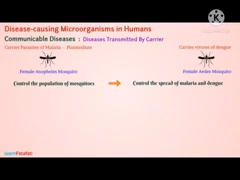 Disease-causing Microorganisms in Humans
Communicable Diseases : Diseases Transmitted By Carrier
Carrier Parasites of Malaria - Plasmodium
Carrier viruses of dengue
Female Anopheles Mosquito
Female Aedes Mosquito
Control the population of mosquitoes
Control the spread of malaria and dengue